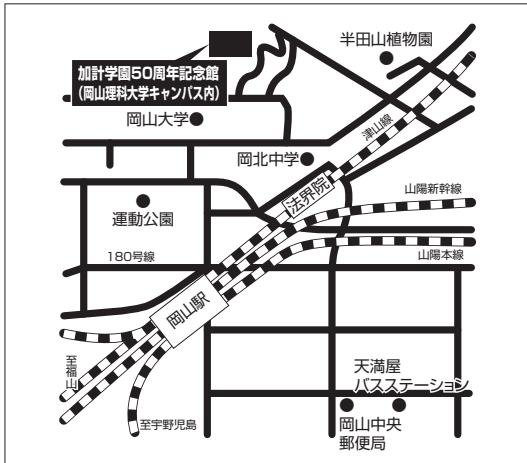 半田山植物園
加計学園50周年記念館
(岡山理科大学キャンパス内)
岡山大学
津山線
岡北中学
法界院
山陽新幹線
運動公園
180号線
山陽本線
岡山駅
至福山
天満屋
バスステーション
至宇野児島
岡山中央
郵便局